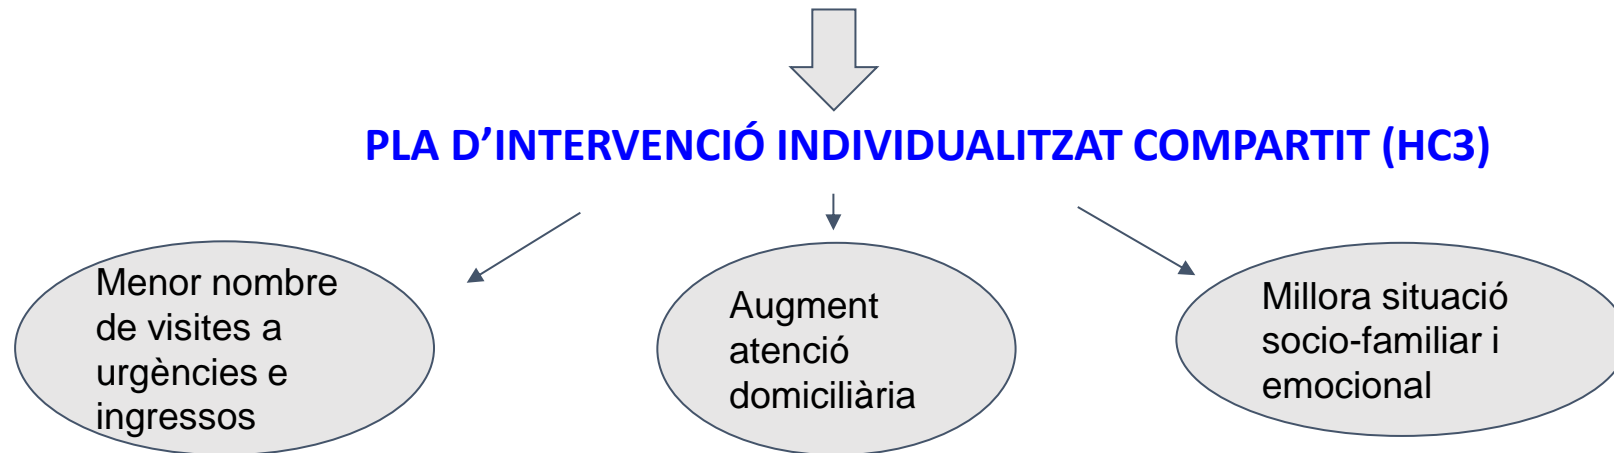 PLA D’INTERVENCIÓ INDIVIDUALITZAT COMPARTIT (HC3)
Menor nombre
de visites a
urgències e
ingressos
Augment
atenció
domiciliària
Millora situació
socio-familiar i
emocional